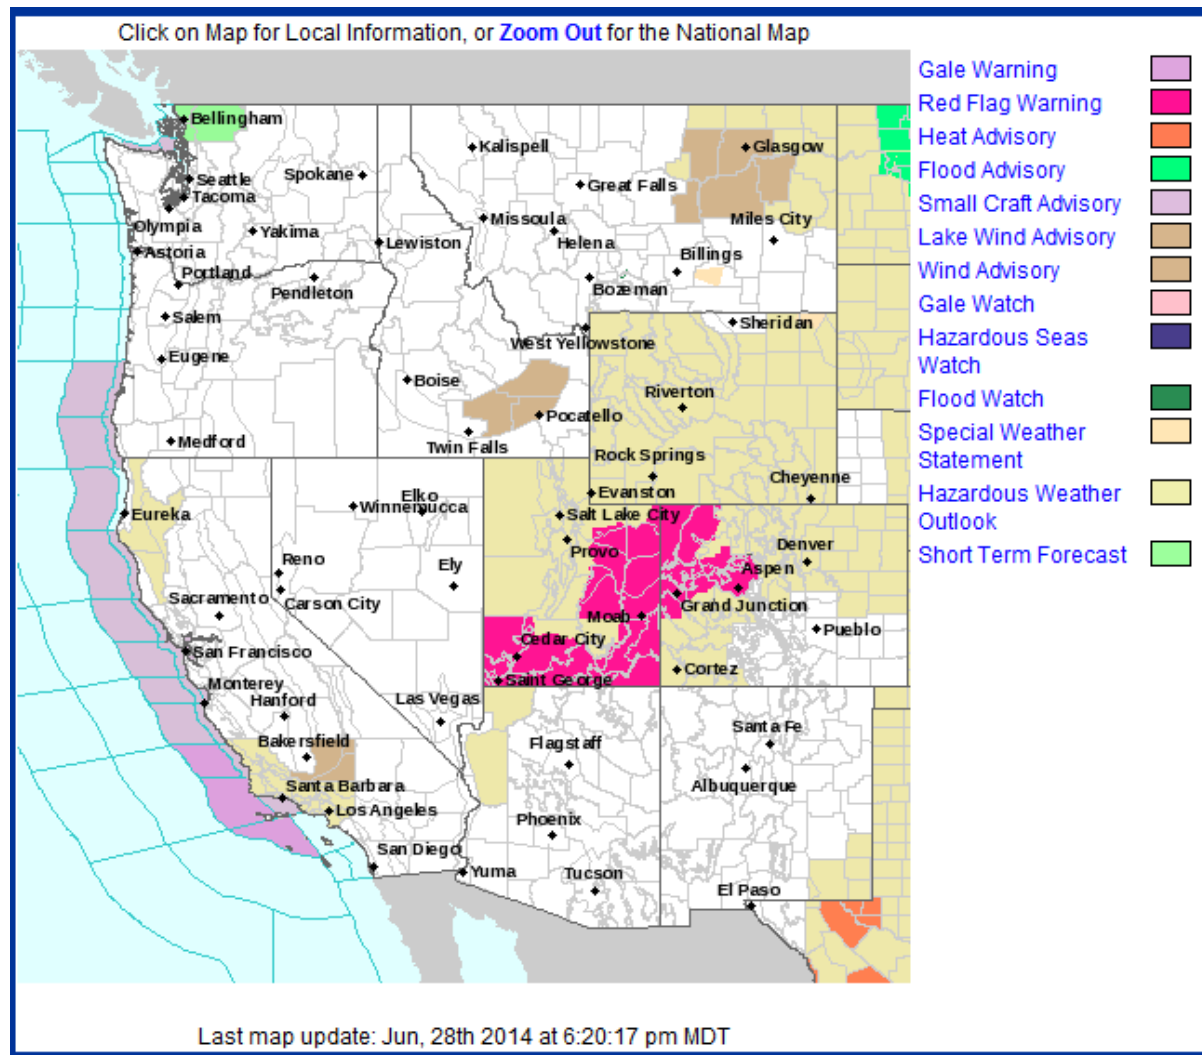 Click on Map for Local Information, or Zoom Out for the National Map
Gale Warning
Red Flag Warning
Heat Advisory
Flood Advisory
Small Craft Advisory
Lake Wind Advisory
Wind Advisory
Gale Watch
Hazardous Seas
Watch
Flood Watch
Special Weather
Statement
Hazardous Weather
Outlook
Short Term Forecast
Bellingham
Seattle
Tacoma
Olympia
Astoria
Portland
Salem
Eugene
Medford
Spokane
Yakima
Pendleton
Lewiston
Kalispell
Great Falls
Missoula
Helena
Glasgow
Miles City
Billings
Bozeman
West Yellowstone
Sheridan
Boise
Pocatello
Twin Falls
Riverton
Rock Springs
Cheyenne
Evanston
Eureka
Elko
Winnemucca
Salt Lake City
Provo
Reno
Ely
Carson City
Sacramento
San Francisco
Denver
Aspen
Grand Junction
Moab
Pueblo
Cedar City
Cortez
Saint George
Monterey
Hanford
Las Vegas
Bakersfield
Santa Barbara
Los Angeles
San Diego
Flagstaff
Santa Fe
Albuquerque
Phoenix
Yuma
Tucson
El Paso
Last map update: Jun, 28th 2014 at 6:20:17 pm MDT